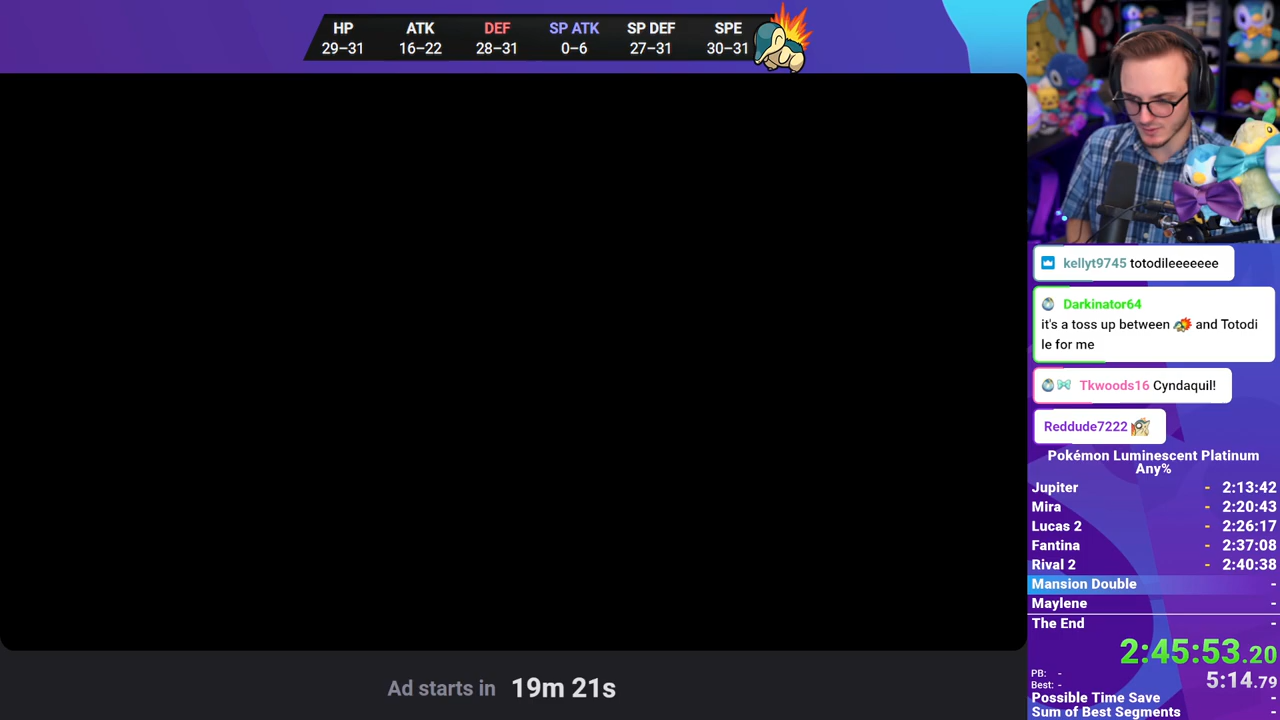 HP ATK DEF SP ATK SP DEF SPE
29–31 16–22 28–31 0–6 27–31 30–31
kellyt9745 totodileeeeeee
Darkinator64
it's a toss up between and Totodi
le for me
Tkwoods16 Cyndaquil!
Reddude7222
Pokémon Luminescent Platinum
Any%
Jupiter - 2:13:42
Mira - 2:20:43
Lucas 2 - 2:26:17
Fantina - 2:37:08
Rival 2 - 2:40:38
Mansion Double -
Maylene -
The End -
2:45:53.20
PB: -
Best: - 5:14.79
Possible Time Save -
Sum of Best Segments -
Ad starts in 19m 21s